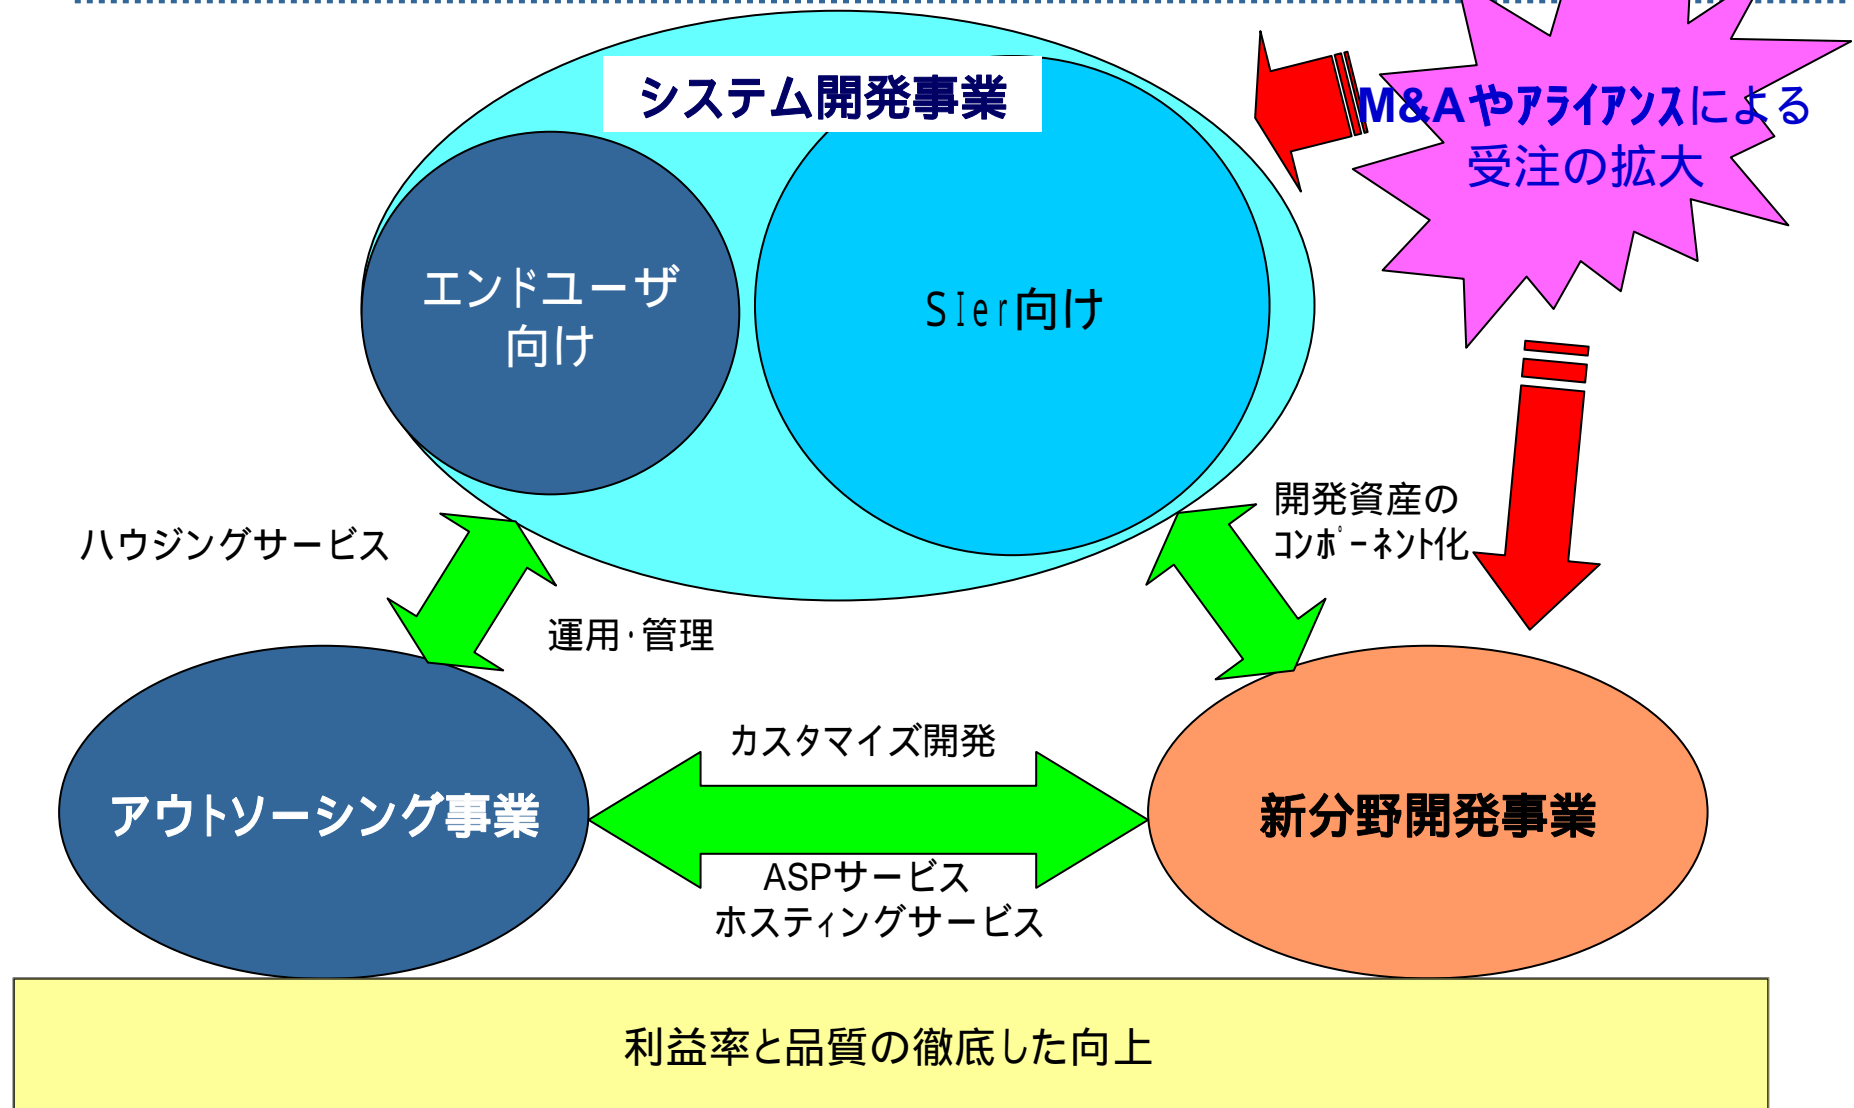 システム開発事業
M&Aやアライアンスによる
受注の拡大
エンドユーザ
向け
SIer向け
開発資産の
コンポーネント化
ハウジングサービス
運用・管理
カスタマイズ開発
アウトソーシング事業
新分野開発事業
ASPサービス
ホスティングサービス
利益率と品質の徹底した向上